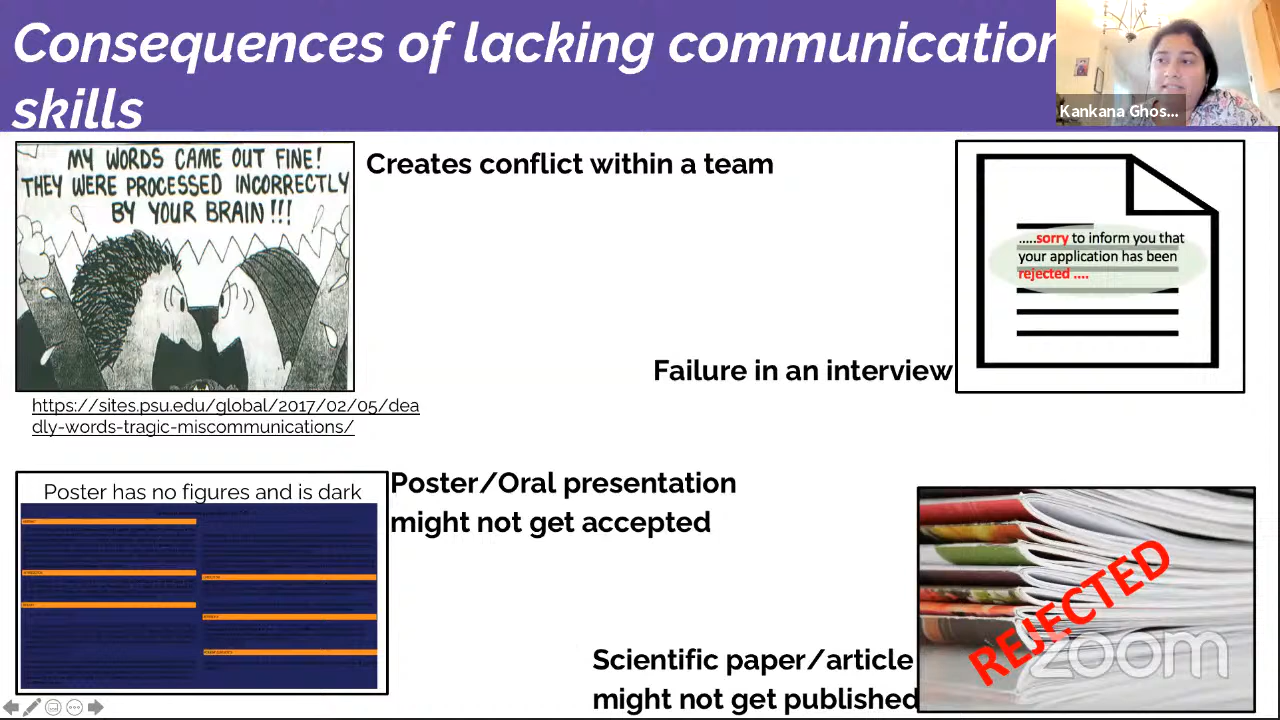 Consequences of lacking communication
skills
Kankana Ghos...
MY WORDS CAME OUT FINE!
THEY WERE PROCESSED INCORRECTLY
BY YOUR BRAIN!!!
Creates conflict within a team
.....sorry to inform you that
your application has been
rejected ....
Failure in an interview
https://sites.psu.edu/global/2017/02/05/dea
dly-words-tragic-miscommunications/
Poster has no figures and is dark
Poster/Oral presentation
might not get accepted
REJECTED
zoom
Scientific paper/article
might not get published